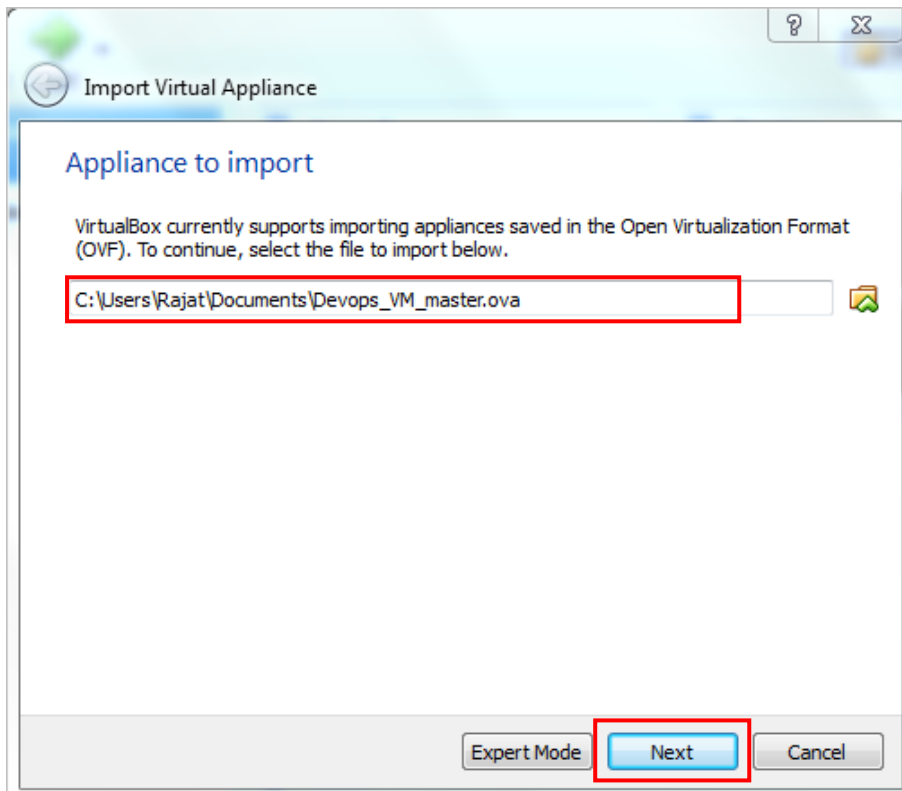 Import Virtual Appliance
Appliance to import
VirtualBox currently supports importing appliances saved in the Open Virtualization Format
(OVF). To continue, select the file to import below.
C:\Users\Rajat\Documents\Devops_VM_master.ova
Expert Mode Next Cancel